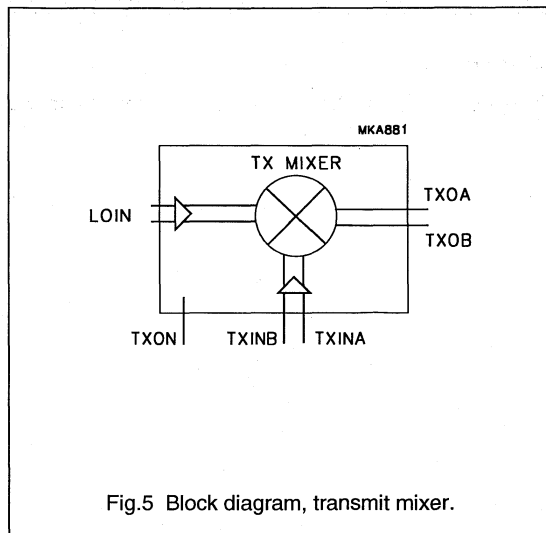 MKA881
TX MIXER
LOIN
TXOA
TXOB
TXON
TXINB
TXINA
Fig.5 Block diagram, transmit mixer.